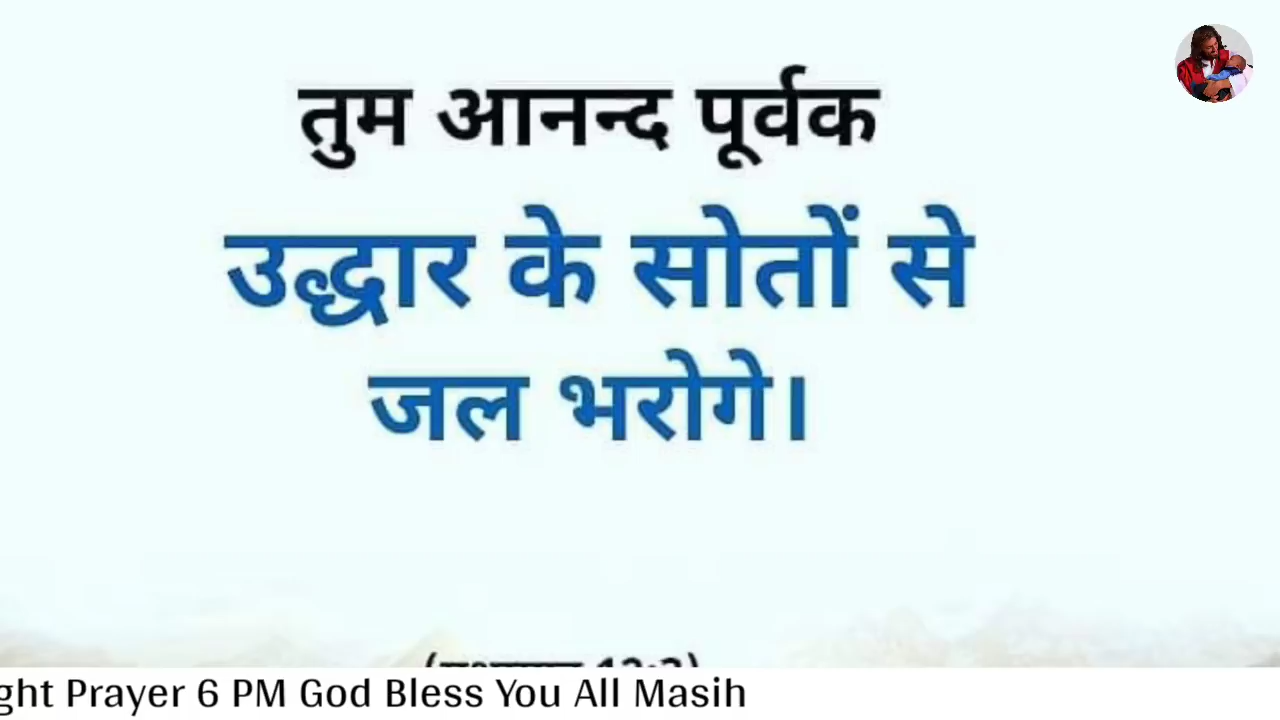 तुम आनन्द पूर्वक
उद्धार के सोतों से
जल भरोगे।
ght Prayer 6 PM God Bless You All Masih